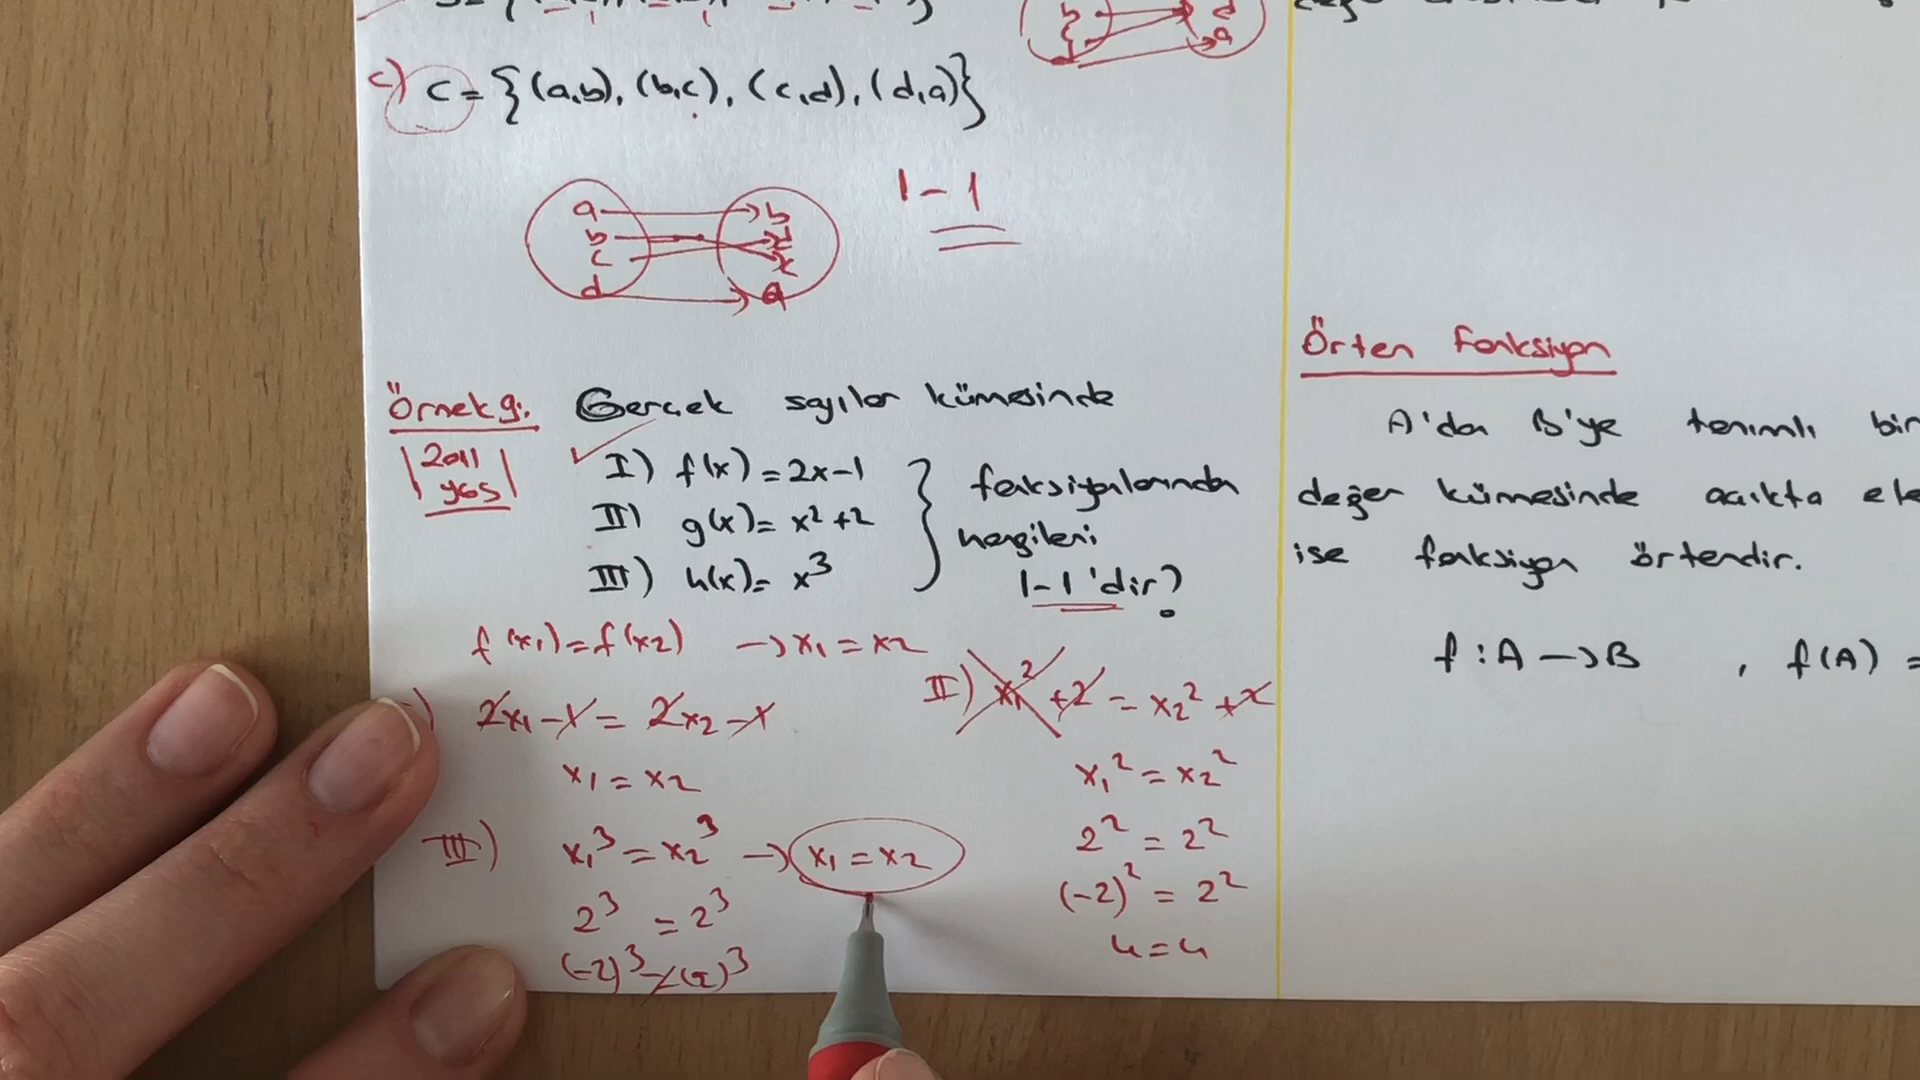 c) C = {(a,b), (b,c), (c,d), (d,a)}
a b
b d
c c
d a
1-1
Örnek 9: Gerçek sayılar kümesinde
2011
YGS
I) f(x) = 2x-1
II) g(x) = x² + 2
III) h(x) = x³
fonksiyonlarından
hangileri
1-1'dir?
f(x₁) = f(x₂) → x₁ = x₂
) 2x₁ - 1 = 2x₂ - 1
x₁ = x₂
III) x₁³ = x₂³ → x₁ = x₂
2³ = 2³
(-2)³ ≠ (2)³
II) x₁² + 2 = x₂² + 2
x₁² = x₂²
2² = 2²
(-2)² = 2²
4 = 4
Örten Fonksiyon
A'dan B'ye tanımlı bir
değer kümesinde açıkta ele
ise fonksiyon örtendir.
f : A → B , f(A) =